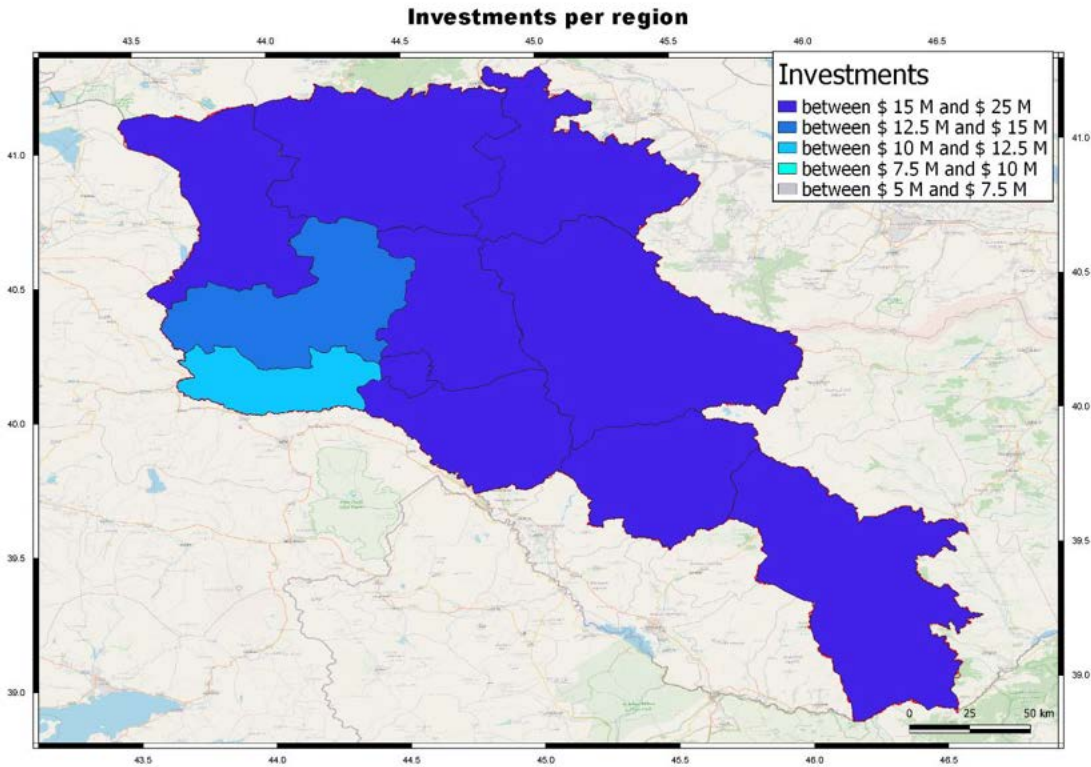 Investments per region
43.5 44.0 44.5 45.0 45.5 46.0 46.5
Investments
between $ 15 M and $ 25 M
between $ 12.5 M and $ 15 M
between $ 10 M and $ 12.5 M
between $ 7.5 M and $ 10 M
between $ 5 M and $ 7.5 M
41.0 41.0
40.5 40.5
40.0 40.0
39.5 39.5
39.0 39.0
0 25 50 km
43.5 44.0 44.5 45.0 45.5 46.0 46.5